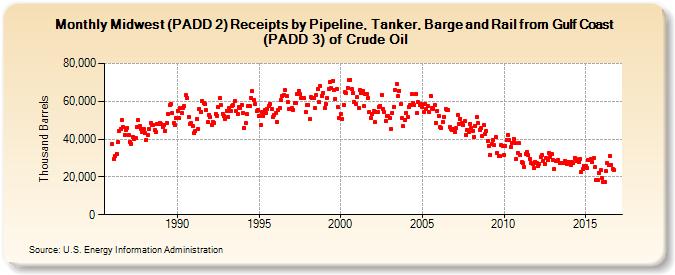 Monthly Midwest (PADD 2) Receipts by Pipeline, Tanker, Barge and Rail from Gulf Coast
(PADD 3) of Crude Oil
Thousand Barrels
100,000
80,000
60,000
40,000
20,000
0
1990 1995 2000 2005 2010 2015
Source: U.S. Energy Information Administration